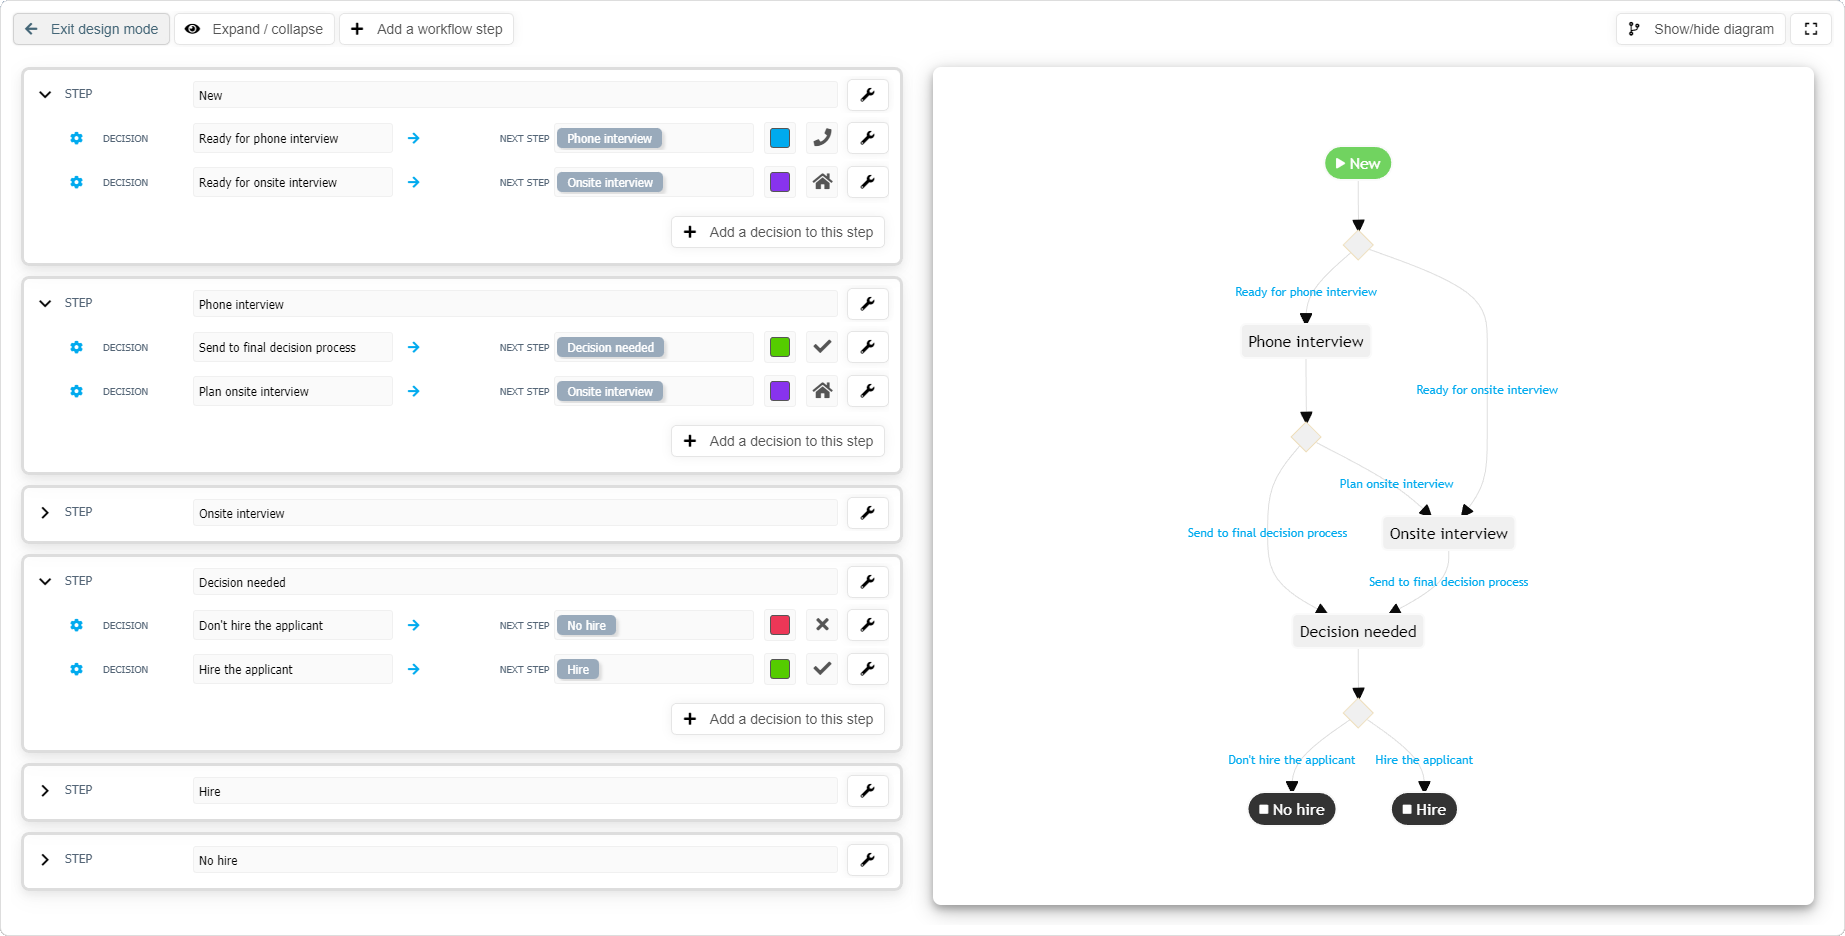 Exit design mode
Expand / collapse
Add a workflow step
Show/hide diagram
STEP
New
DECISION
Ready for phone interview
NEXT STEP
Phone interview
DECISION
Ready for onsite interview
NEXT STEP
Onsite interview
Add a decision to this step
STEP
Phone interview
DECISION
Send to final decision process
NEXT STEP
Decision needed
DECISION
Plan onsite interview
NEXT STEP
Onsite interview
Add a decision to this step
STEP
Onsite interview
STEP
Decision needed
DECISION
Don't hire the applicant
NEXT STEP
No hire
DECISION
Hire the applicant
NEXT STEP
Hire
Add a decision to this step
STEP
Hire
STEP
No hire
New
Ready for phone interview
Phone interview
Ready for onsite interview
Plan onsite interview
Send to final decision process
Onsite interview
Send to final decision process
Decision needed
Don't hire the applicant
Hire the applicant
No hire
Hire